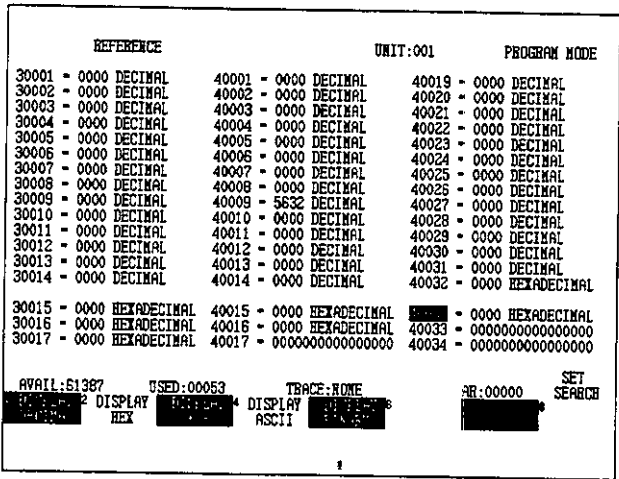 REFERENCE UNIT:001 PROGRAM MODE
30001 = 0000 DECIMAL 40001 = 0000 DECIMAL 40019 = 0000 DECIMAL
30002 = 0000 DECIMAL 40002 = 0000 DECIMAL 40020 = 0000 DECIMAL
30003 = 0000 DECIMAL 40003 = 0000 DECIMAL 40021 = 0000 DECIMAL
30004 = 0000 DECIMAL 40004 = 0000 DECIMAL 40022 = 0000 DECIMAL
30005 = 0000 DECIMAL 40005 = 0000 DECIMAL 40023 = 0000 DECIMAL
30006 = 0000 DECIMAL 40006 = 0000 DECIMAL 40024 = 0000 DECIMAL
30007 = 0000 DECIMAL 40007 = 0000 DECIMAL 40025 = 0000 DECIMAL
30008 = 0000 DECIMAL 40008 = 0000 DECIMAL 40026 = 0000 DECIMAL
30009 = 0000 DECIMAL 40009 = 5632 DECIMAL 40027 = 0000 DECIMAL
30010 = 0000 DECIMAL 40010 = 0000 DECIMAL 40028 = 0000 DECIMAL
30011 = 0000 DECIMAL 40011 = 0000 DECIMAL 40029 = 0000 DECIMAL
30012 = 0000 DECIMAL 40012 = 0000 DECIMAL 40030 = 0000 DECIMAL
30013 = 0000 DECIMAL 40013 = 0000 DECIMAL 40031 = 0000 DECIMAL
30014 = 0000 DECIMAL 40014 = 0000 DECIMAL 40032 = 0000 HEXADECIMAL
30015 = 0000 HEXADECIMAL 40015 = 0000 HEXADECIMAL = 0000 HEXADECIMAL
30016 = 0000 HEXADECIMAL 40016 = 0000 HEXADECIMAL 40033 = 0000000000000000
30017 = 0000 HEXADECIMAL 40017 = 0000000000000000 40034 = 0000000000000000
AVAIL:61387 USED:00053 TRACE:NONE AR:00000 SET SEARCH
2 DISPLAY HEX 4 DISPLAY ASCII 6 8